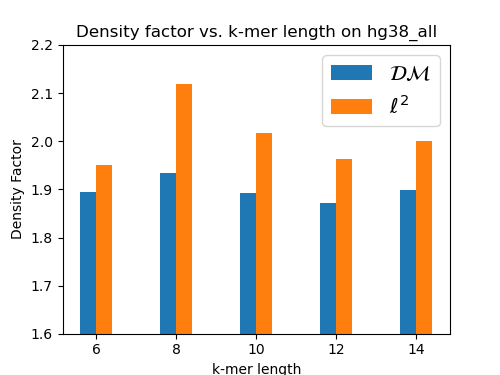 Density factor vs. k-mer length on hg38_all
2.2
2.1
2.0
1.9
1.8
1.7
1.6
Density Factor
𝒟ℳ
ℓ²
6 8 10 12 14
k-mer length